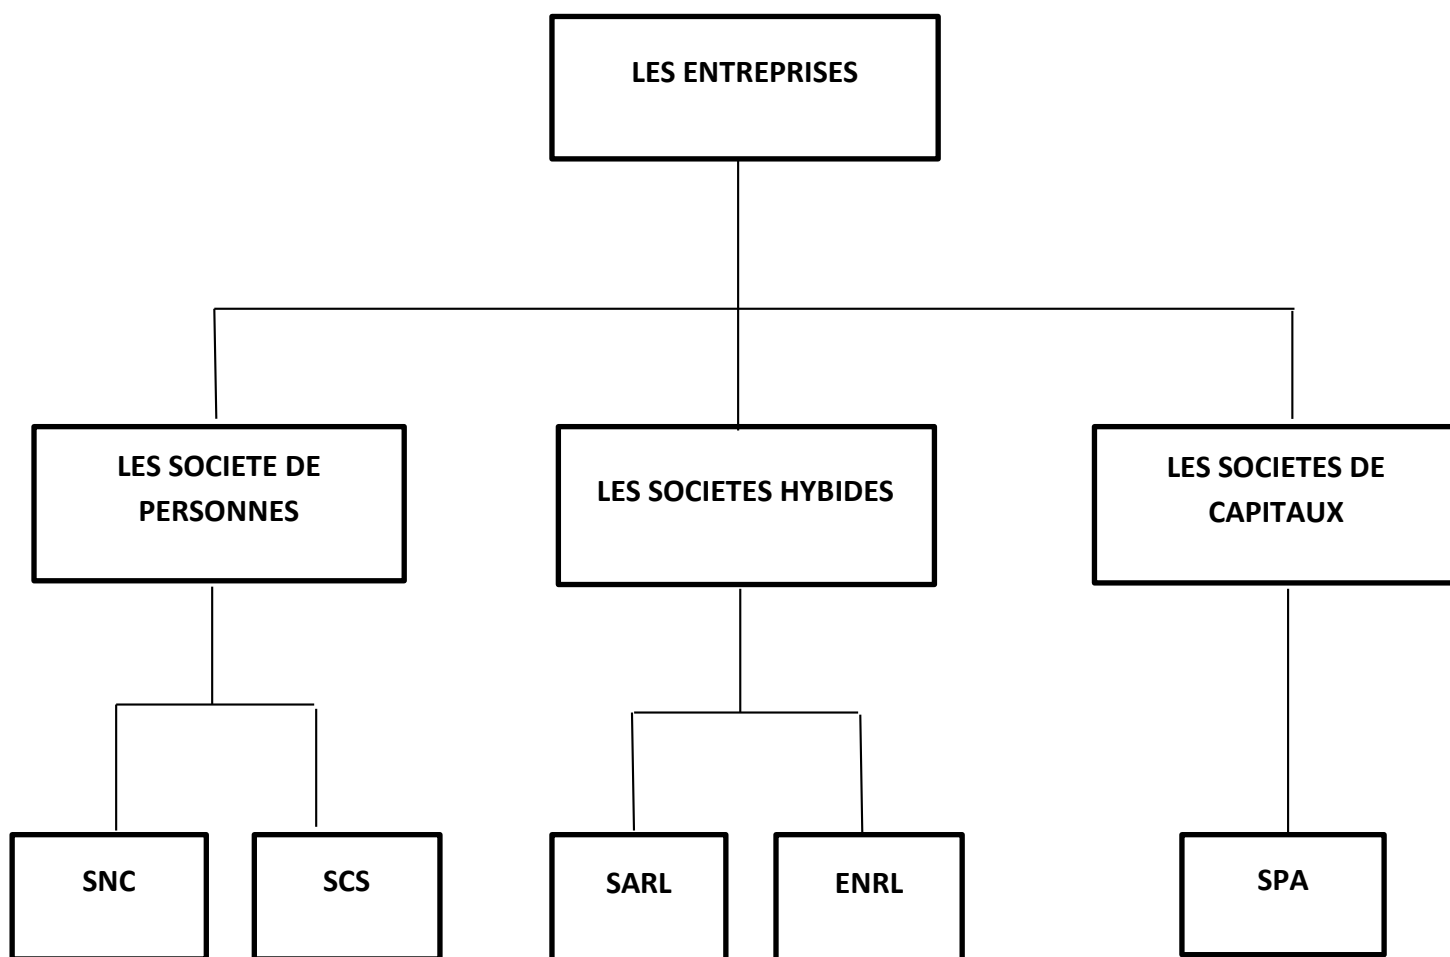 LES ENTREPRISES
LES SOCIETE DE
PERSONNES
LES SOCIETES HYBIDES
LES SOCIETES DE
CAPITAUX
SNC
SCS
SARL
ENRL
SPA